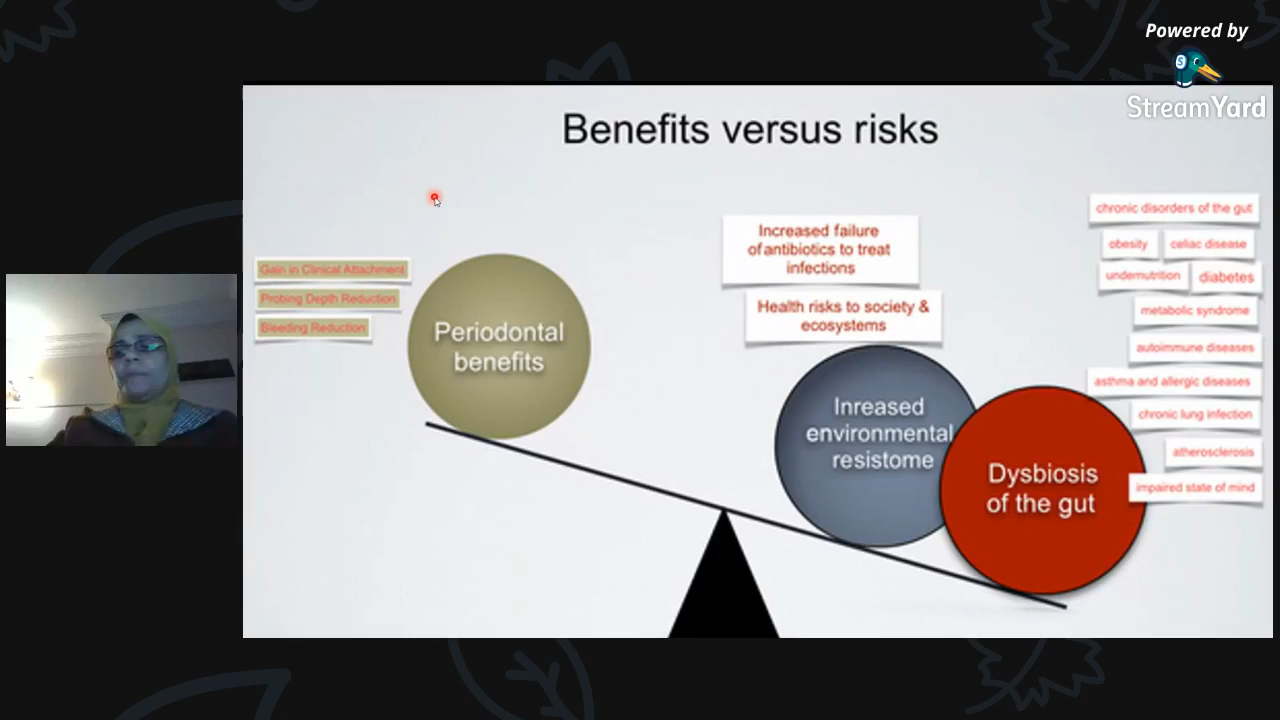 Powered by
StreamYard
Benefits versus risks
Gain in Clinical Attachment
Probing Depth Reduction
Bleeding Reduction
Periodontal
benefits
Increased failure
of antibiotics to treat
infections
Health risks to society &
ecosystems
Inreased
environmental
resistome
Dysbiosis
of the gut
chronic disorders of the gut
obesity
celiac disease
undernutrition
diabetes
metabolic syndrome
autoimmune diseases
asthma and allergic diseases
chronic lung infection
atherosclerosis
impaired state of mind